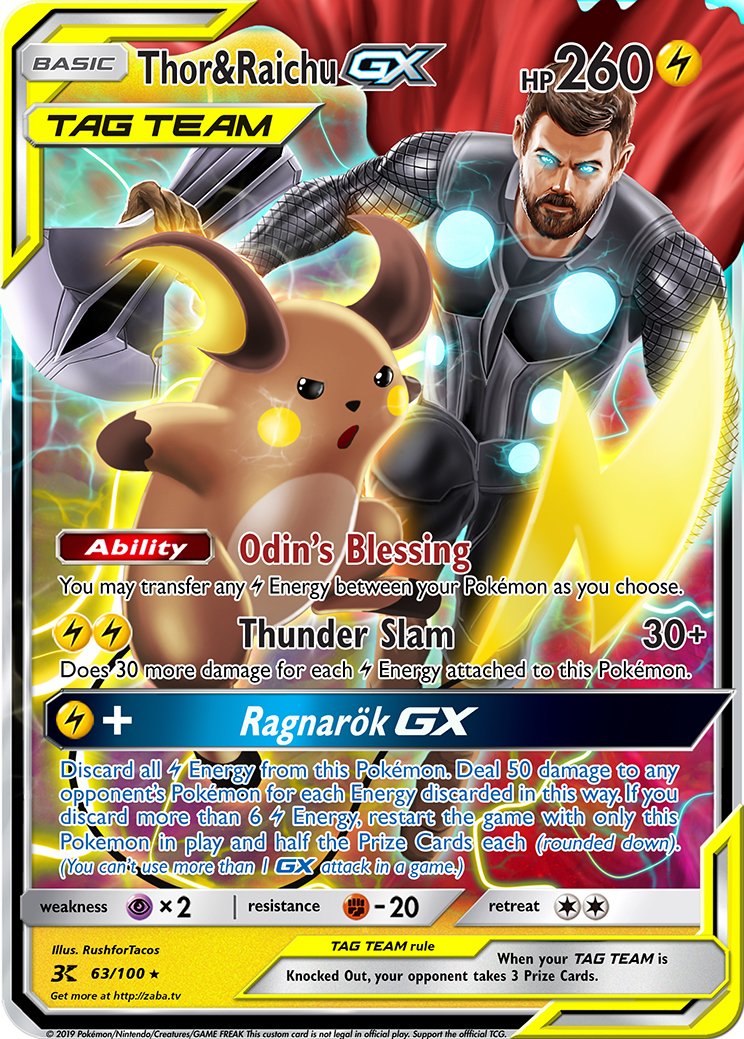 BASIC Thor&Raichu GX HP 260
TAG TEAM
Ability Odin's Blessing
You may transfer any Energy between your Pokémon as you choose.
Thunder Slam 30+
Does 30 more damage for each Energy attached to this Pokémon.
+ Ragnarök GX
Discard all Energy from this Pokémon. Deal 50 damage to any
opponent's Pokémon for each Energy discarded in this way. If you
discard more than 6 Energy, restart the game with only this
Pokemon in play and half the Prize Cards each (rounded down).
(You can't use more than 1 GX attack in a game.)
weakness ×2 resistance -20 retreat
Illus. RushforTacos
3K 63/100 ★
Get more at http://zaba.tv
TAG TEAM rule
When your TAG TEAM is
Knocked Out, your opponent takes 3 Prize Cards.
© 2019 Pokémon/Nintendo/Creatures/GAME FREAK This custom card is not legal in official play. Support the official TCG.